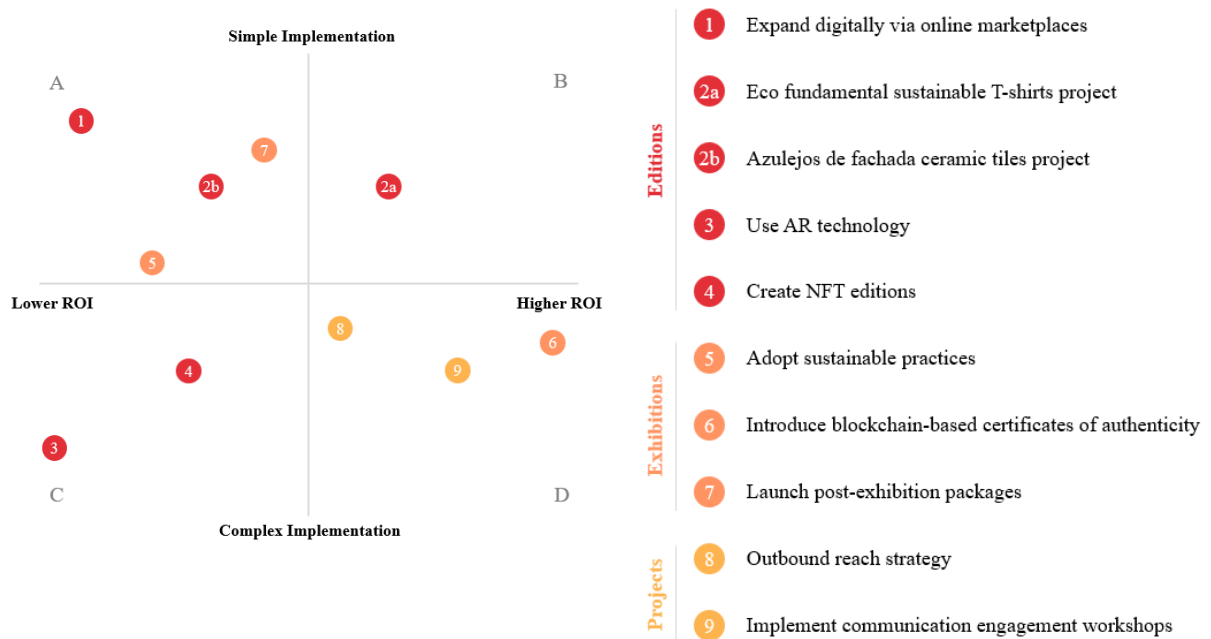 Simple Implementation
A
B
1
7
2b
2a
5
Lower ROI
Higher ROI
8
6
4
9
3
C
D
Complex Implementation
Editions
1 Expand digitally via online marketplaces
2a Eco fundamental sustainable T-shirts project
2b Azulejos de fachada ceramic tiles project
3 Use AR technology
4 Create NFT editions
Exhibitions
5 Adopt sustainable practices
6 Introduce blockchain-based certificates of authenticity
7 Launch post-exhibition packages
Projects
8 Outbound reach strategy
9 Implement communication engagement workshops